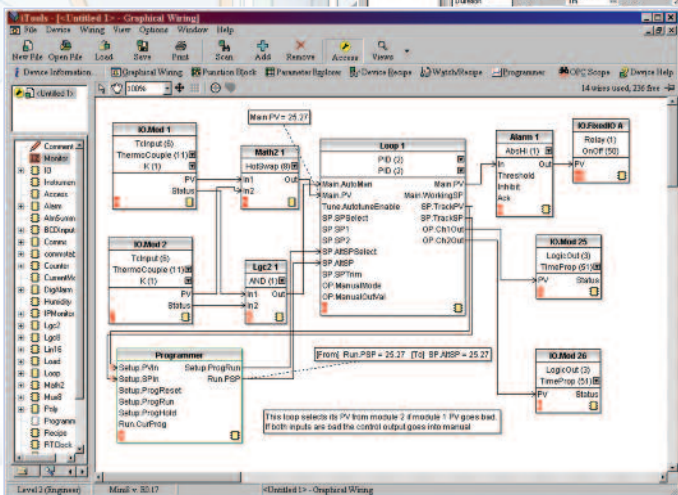 Duration
1m
iTools - [<Untitled 1> - Graphical Wiring]
File Device Wiring View Options Window Help
New File Open File Load Save Print Scan Add Remove Access Views
Device Information... Graphical Wiring Function Block Parameter Explorer Device Recipe Watch/Recipe Programmer OPC Scope Device Help
<Untitled 1>
100%
14 wires used, 236 free
Comment
Monitor
IO
Instrumen
Access
Alarm
AlmSumm
BCDInput
Comms
commstab
Counter
CurrentMo
DigAlarm
Humidity
IPMonitor
Lgc2
Lgc8
Lin16
Load
Loop
Math2
Mux8
Poly
Programm
Recipe
RTClock
Main.PV = 25.27
IO.Mod 1
TcInput (6)
ThermoCouple (11)
K (1)
PV
Status
Math2 1
HotSwap (8)
In1 Out
In2
Loop 1
PID (2)
PID (2)
Main.AutoMan Main.PV
Main.PV Main.WorkingSP
Tune.AutotuneEnable SP.TrackPV
SP.SPSelect SP.TrackSP
SP.SP1 OP.Ch1Out
SP.SP2 OP.Ch2Out
SP.AltSPSelect
SP.AltSP
SP.SPTrim
OP.ManualMode
OP.ManualOutVal
Alarm 1
AbsHi (1)
In Out
Threshold
Inhibit
Ack
IO.FixedIO A
Relay (1)
OnOff (50)
PV
IO.Mod 2
TcInput (6)
ThermoCouple (11)
K (1)
PV
Status
Lgc2 1
AND (1)
In1 Out
In2
IO.Mod 25
LogicOut (3)
TimeProp (51)
PV Status
Programmer
Setup.PVIn Setup.ProgRun
Setup.SPIn Run.PSP
Setup.ProgReset
Setup.ProgRun
Setup.ProgHold
Run.CurProg
[From] Run.PSP = 25.27 [To] SP.AltSP = 25.27
IO.Mod 26
LogicOut (3)
TimeProp (51)
PV Status
This loop selects its PV from module 2 if module 1 PV goes bad.
If both inputs are bad the control output goes into manual
Level 2 (Engineer) Mini8 v. E0.17 <Untitled 1> - Graphical Wiring